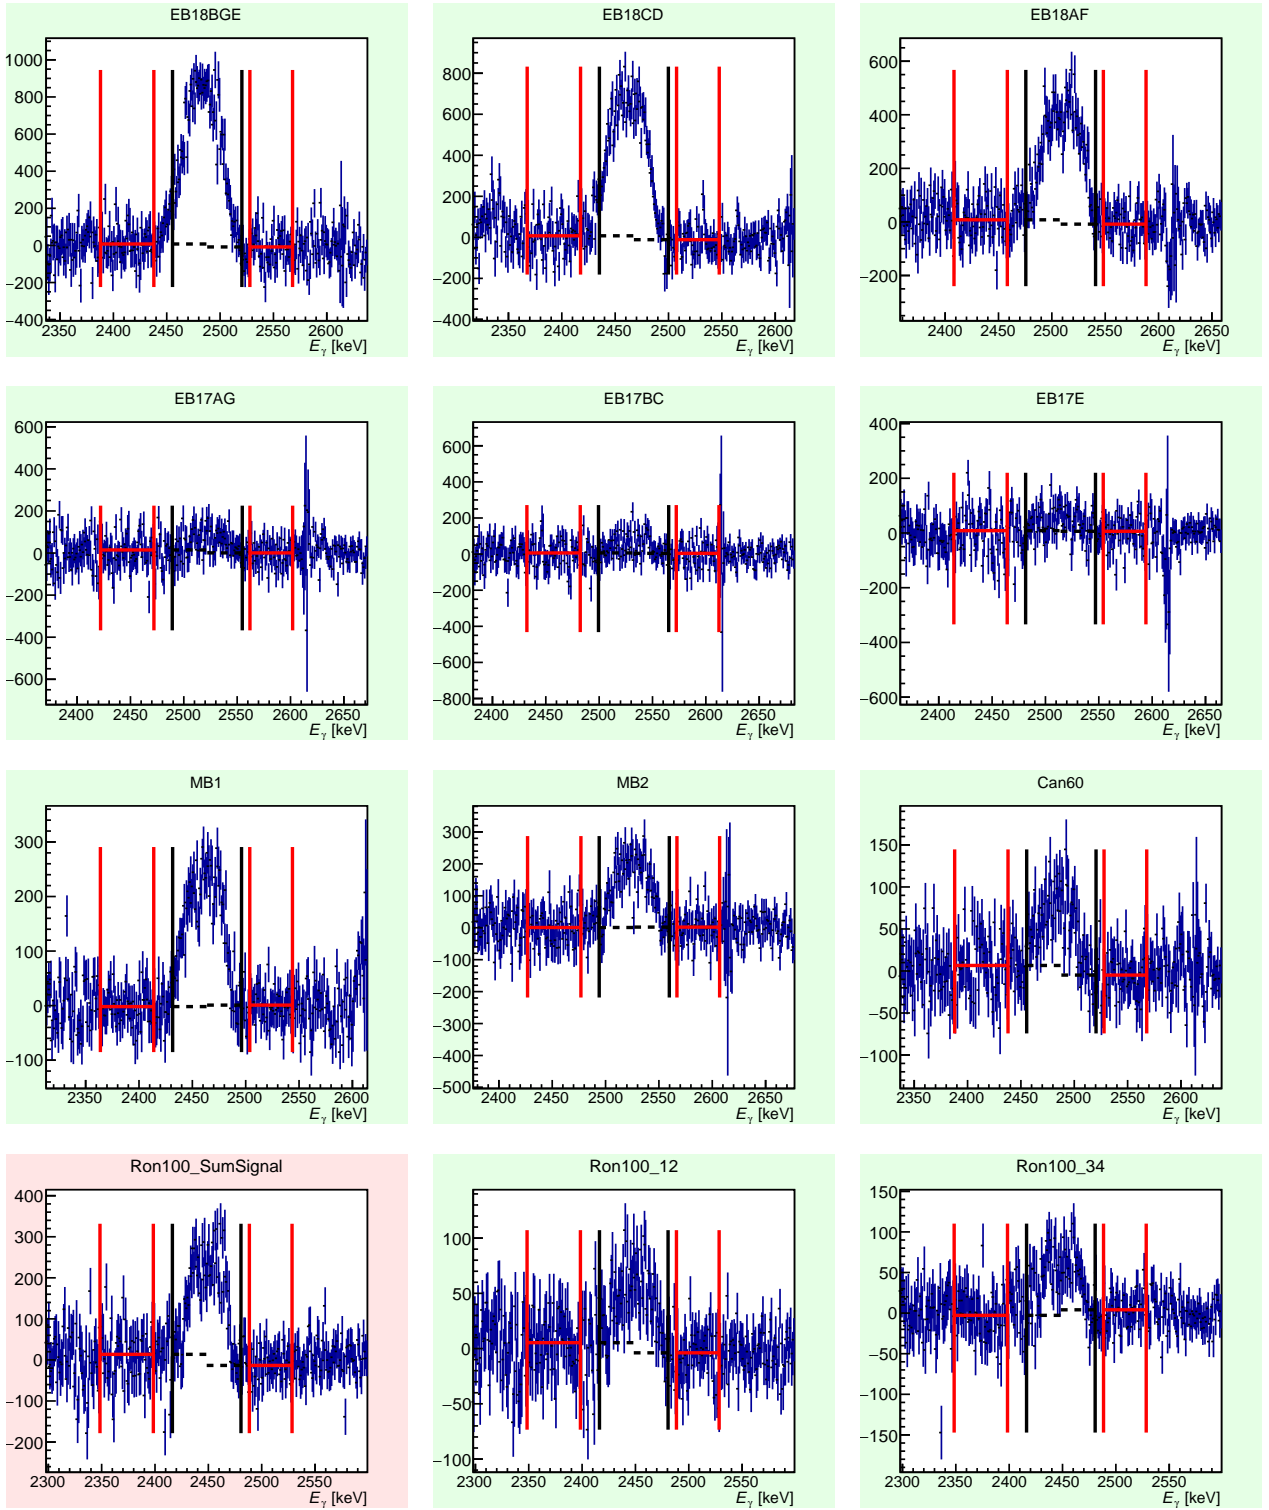 EB18BGE
EB18CD
EB18AF
1000
800
600
400
200
0
−200
−400
2350 2400 2450 2500 2550 2600
Eγ [keV]
800
600
400
200
0
−200
−400
2350 2400 2450 2500 2550 2600
Eγ [keV]
600
400
200
0
−200
2400 2450 2500 2550 2600 2650
Eγ [keV]
EB17AG
EB17BC
EB17E
600
400
200
0
−200
−400
−600
2400 2450 2500 2550 2600 2650
Eγ [keV]
600
400
200
0
−200
−400
−600
−800
2400 2450 2500 2550 2600 2650
Eγ [keV]
400
200
0
−200
−400
−600
2400 2450 2500 2550 2600 2650
Eγ [keV]
MB1
MB2
Can60
300
200
100
0
−100
2350 2400 2450 2500 2550 2600
Eγ [keV]
300
200
100
0
−100
−200
−300
−400
−500
2400 2450 2500 2550 2600 2650
Eγ [keV]
150
100
50
0
−50
−100
2350 2400 2450 2500 2550 2600
Eγ [keV]
Ron100_SumSignal
Ron100_12
Ron100_34
400
300
200
100
0
−100
−200
2300 2350 2400 2450 2500 2550
Eγ [keV]
100
50
0
−50
−100
2300 2350 2400 2450 2500 2550
Eγ [keV]
150
100
50
0
−50
−100
−150
2300 2350 2400 2450 2500 2550
Eγ [keV]